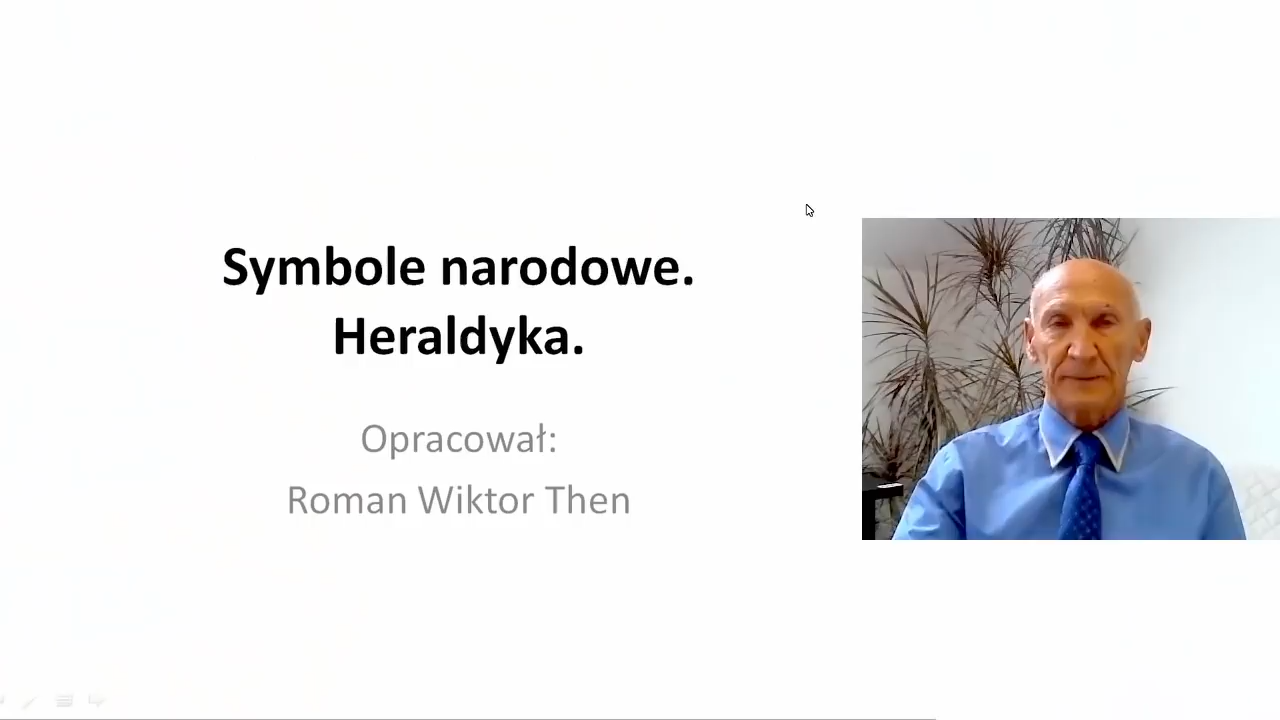 Symbole narodowe.
Heraldyka.
Opracował:
Roman Wiktor Then